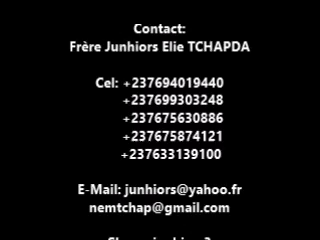 Contact:
Frère Junhiors Elie TCHAPDA
Cel: +237694019440
+237699303248
+237675630886
+237675874121
+237633139100
E-Mail: junhiors@yahoo.fr
nemtchap@gmail.com